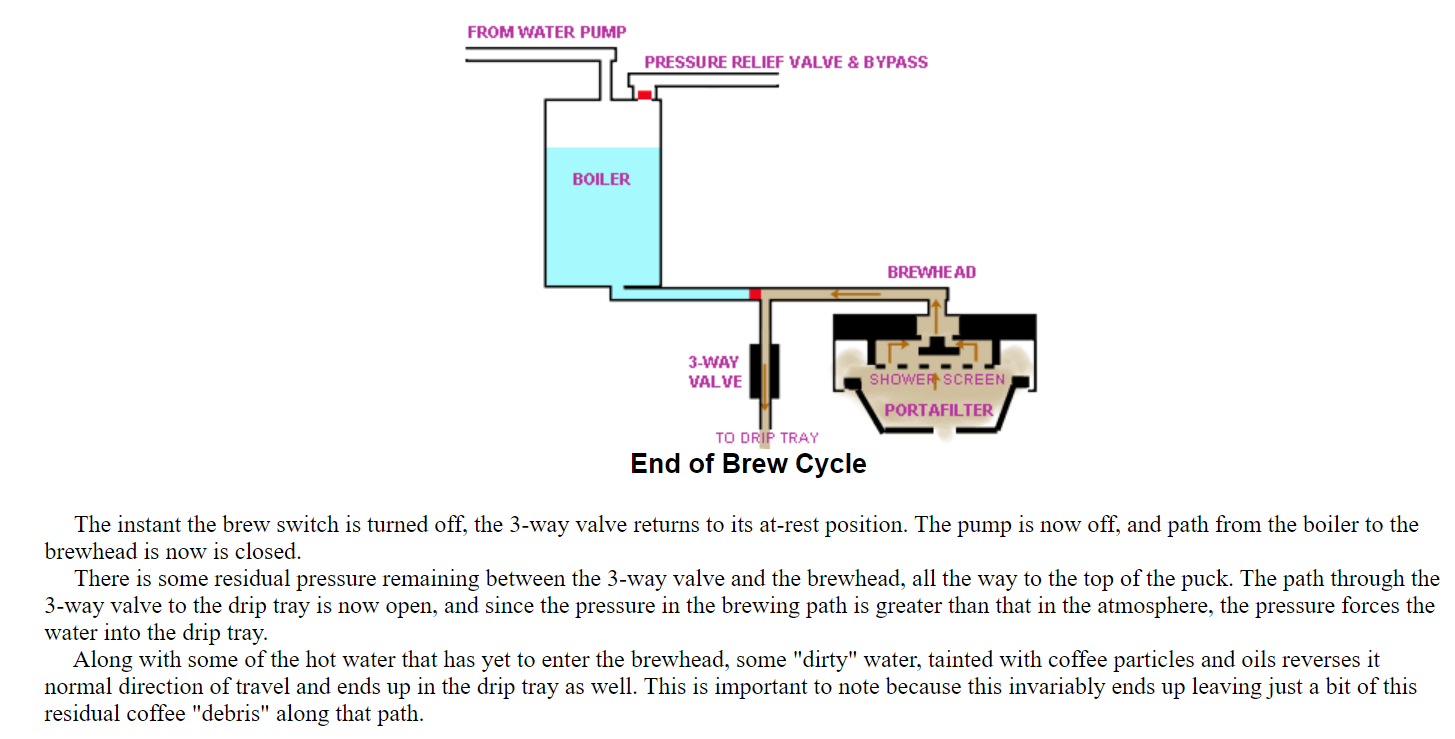 FROM WATER PUMP
PRESSURE RELIEF VALVE & BYPASS
BOILER
BREWHEAD
3-WAY
VALVE
SHOWER SCREEN
PORTAFILTER
TO DRIP TRAY
End of Brew Cycle
The instant the brew switch is turned off, the 3-way valve returns to its at-rest position. The pump is now off, and path from the boiler to the
brewhead is now is closed.
There is some residual pressure remaining between the 3-way valve and the brewhead, all the way to the top of the puck. The path through the
3-way valve to the drip tray is now open, and since the pressure in the brewing path is greater than that in the atmosphere, the pressure forces the
water into the drip tray.
Along with some of the hot water that has yet to enter the brewhead, some "dirty" water, tainted with coffee particles and oils reverses it
normal direction of travel and ends up in the drip tray as well. This is important to note because this invariably ends up leaving just a bit of this
residual coffee "debris" along that path.